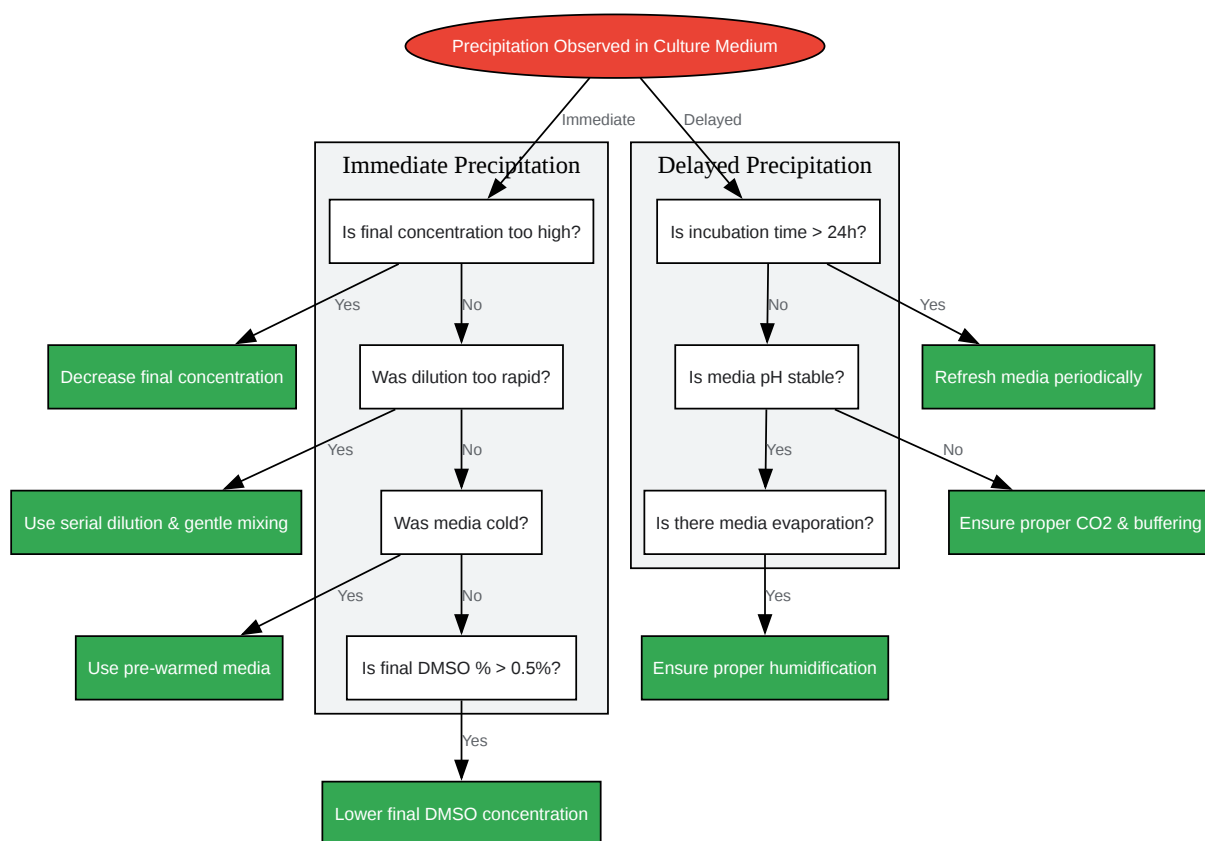 Precipitation Observed in Culture Medium
Immediate
Delayed
Immediate Precipitation
Delayed Precipitation
Is final concentration too high?
Is incubation time > 24h?
Yes
No
No
Yes
Decrease final concentration
Was dilution too rapid?
Is media pH stable?
Refresh media periodically
Yes
No
Yes
No
Use serial dilution & gentle mixing
Was media cold?
Is there media evaporation?
Ensure proper CO2 & buffering
Yes
No
Yes
Use pre-warmed media
Is final DMSO % > 0.5%?
Ensure proper humidification
Yes
Lower final DMSO concentration